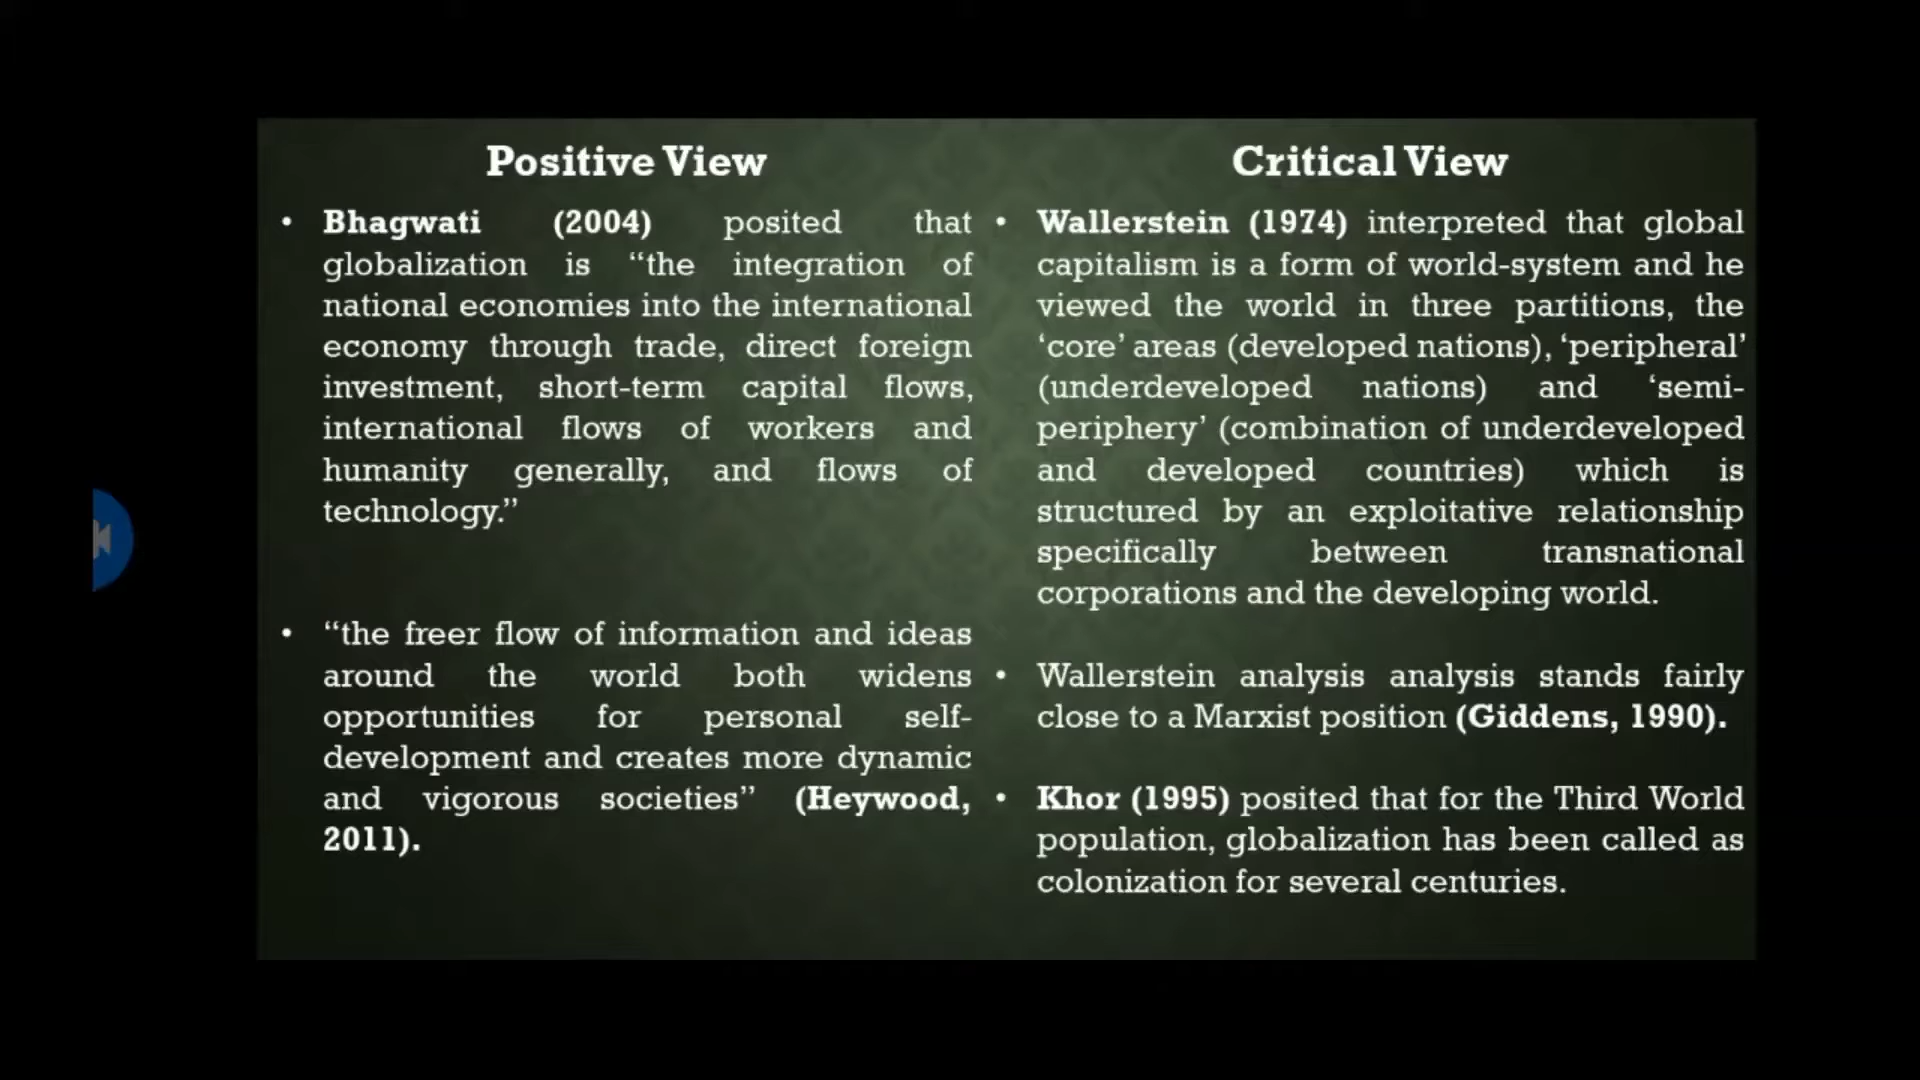 Positive View
• Bhagwati (2004) posited that
globalization is “the integration of
national economies into the international
economy through trade, direct foreign
investment, short-term capital flows,
international flows of workers and
humanity generally, and flows of
technology.”
• “the freer flow of information and ideas
around the world both widens
opportunities for personal self-
development and creates more dynamic
and vigorous societies” (Heywood,
2011).
Critical View
• Wallerstein (1974) interpreted that global
capitalism is a form of world-system and he
viewed the world in three partitions, the
‘core’ areas (developed nations), ‘peripheral’
(underdeveloped nations) and ‘semi-
periphery’ (combination of underdeveloped
and developed countries) which is
structured by an exploitative relationship
specifically between transnational
corporations and the developing world.
• Wallerstein analysis analysis stands fairly
close to a Marxist position (Giddens, 1990).
• Khor (1995) posited that for the Third World
population, globalization has been called as
colonization for several centuries.